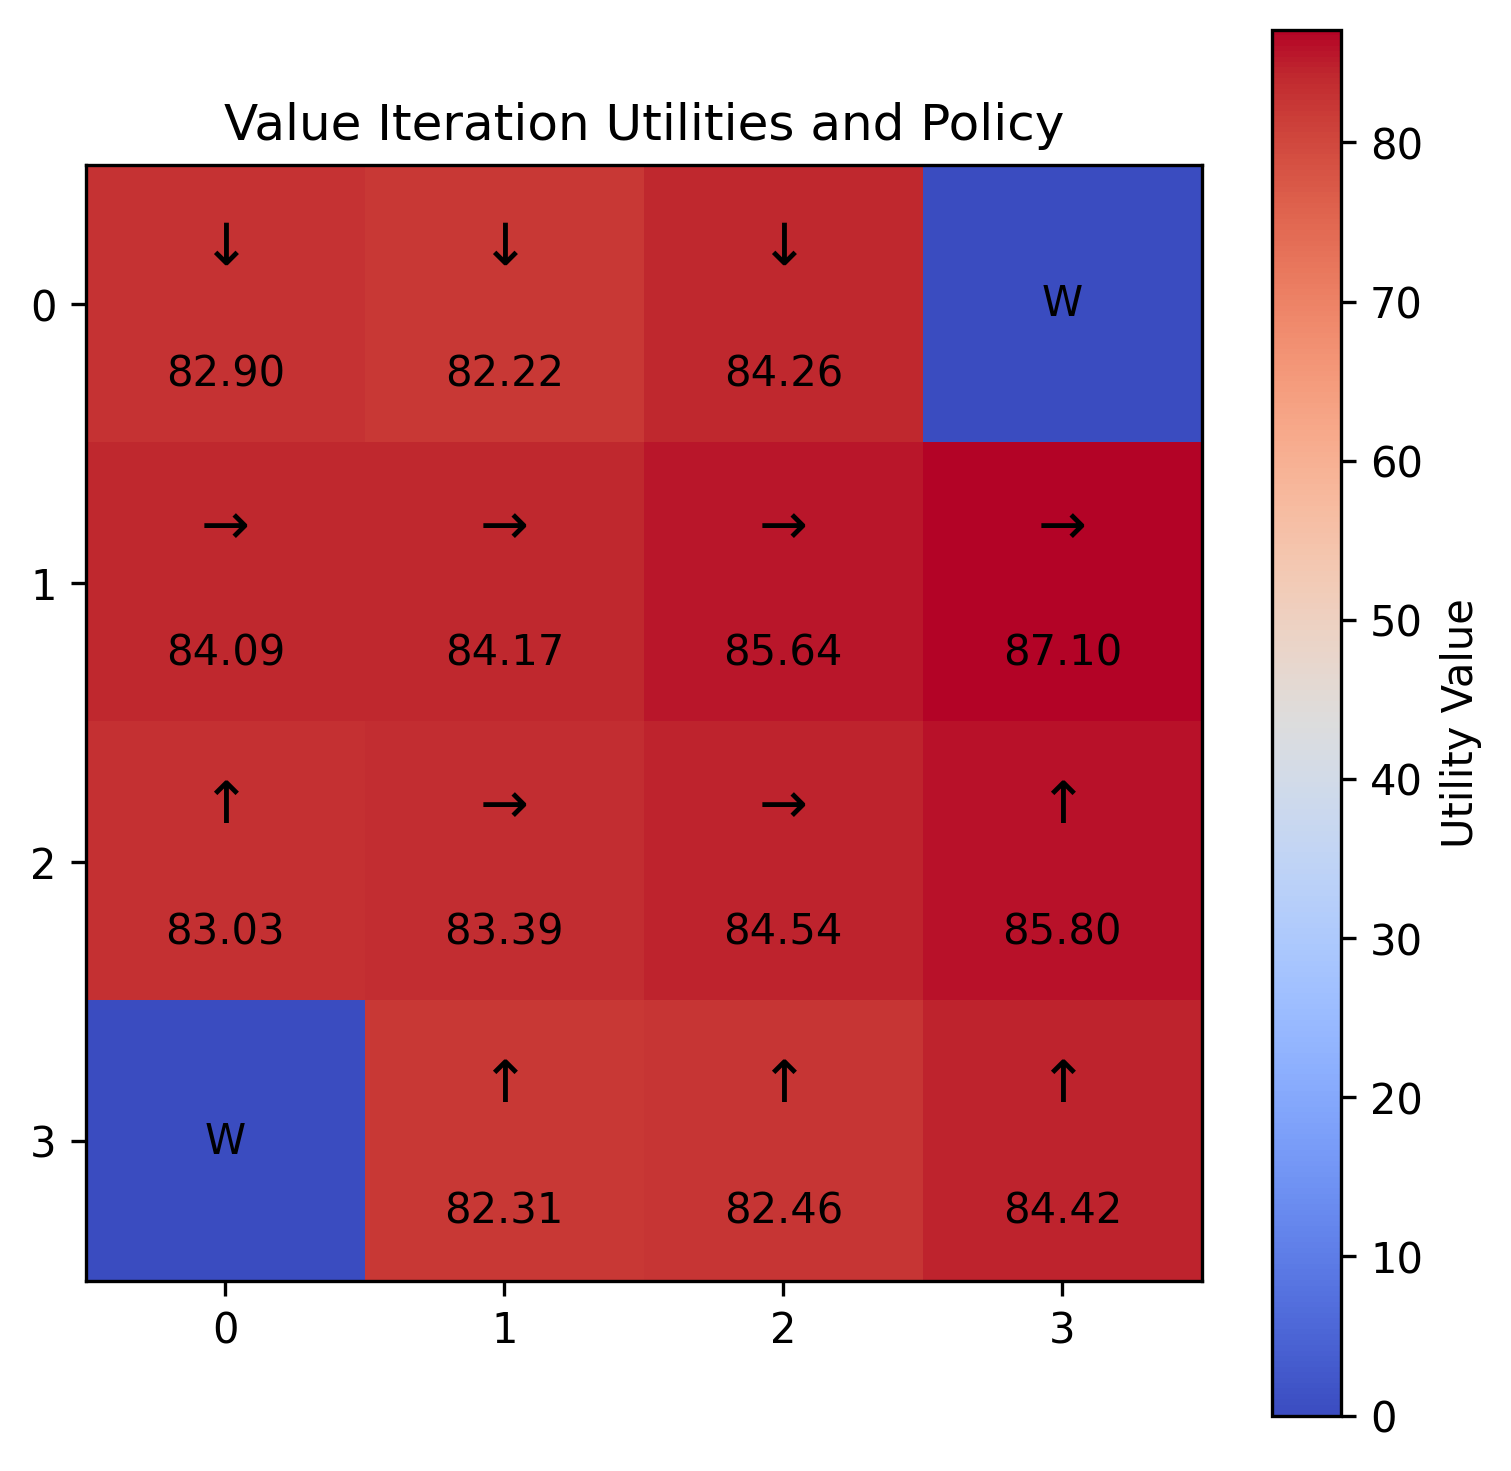 Value Iteration Utilities and Policy
↓ ↓ ↓ W
82.90 82.22 84.26
→ → → →
84.09 84.17 85.64 87.10
↑ → → ↑
83.03 83.39 84.54 85.80
W ↑ ↑ ↑
82.31 82.46 84.42
0
1
2
3
0 1 2 3
80
70
60
50
40
30
20
10
0
Utility Value